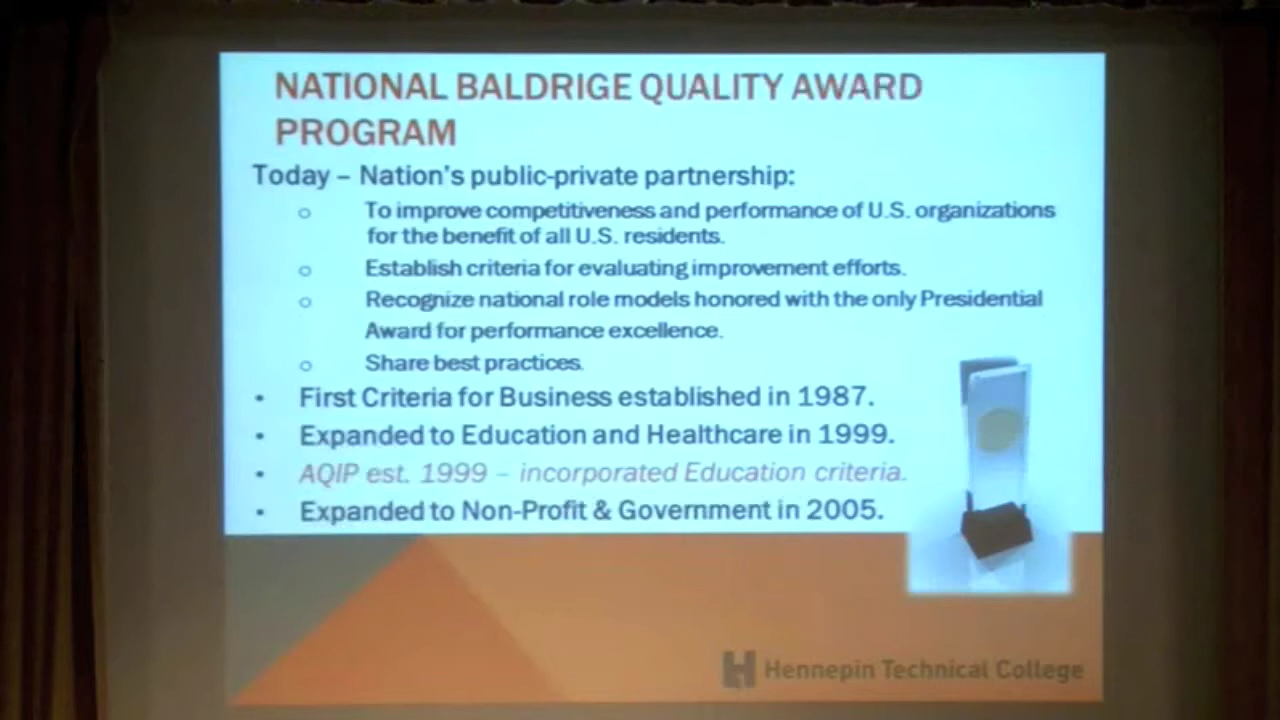 NATIONAL BALDRIGE QUALITY AWARD
PROGRAM
Today – Nation's public-private partnership:
o To improve competitiveness and performance of U.S. organizations
for the benefit of all U.S. residents.
o Establish criteria for evaluating improvement efforts.
o Recognize national role models honored with the only Presidential
Award for performance excellence.
o Share best practices.
• First Criteria for Business established in 1987.
• Expanded to Education and Healthcare in 1999.
• AQIP est. 1999 – incorporated Education criteria.
• Expanded to Non-Profit & Government in 2005.
Hennepin Technical College